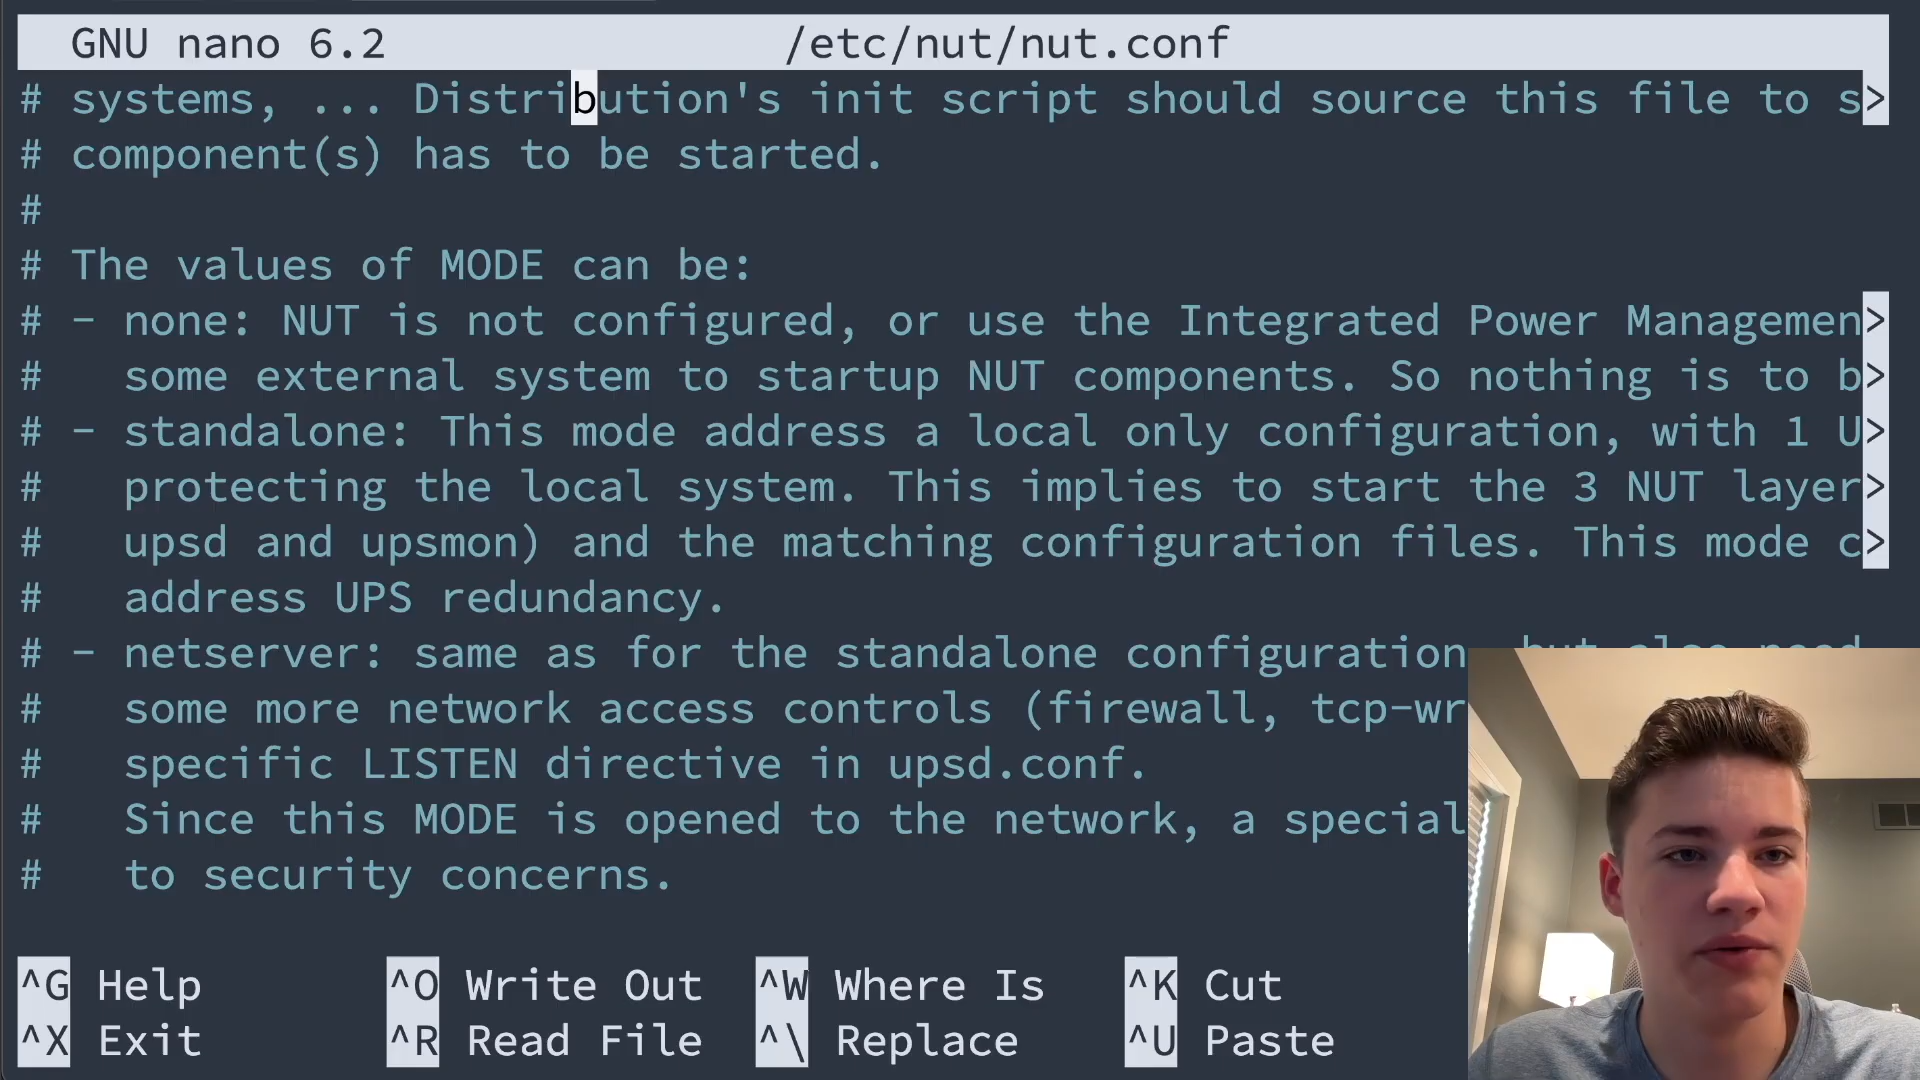 GNU nano 6.2 /etc/nut/nut.conf
# systems, ... Distribution's init script should source this file to s>
# component(s) has to be started.
#
# The values of MODE can be:
# - none: NUT is not configured, or use the Integrated Power Managemen>
#   some external system to startup NUT components. So nothing is to b>
# - standalone: This mode address a local only configuration, with 1 U>
#   protecting the local system. This implies to start the 3 NUT layer>
#   upsd and upsmon) and the matching configuration files. This mode c>
#   address UPS redundancy.
# - netserver: same as for the standalone configuration, but also need
#   some more network access controls (firewall, tcp-wr
#   specific LISTEN directive in upsd.conf.
#   Since this MODE is opened to the network, a special
#   to security concerns.
^G Help ^O Write Out ^W Where Is ^K Cut
^X Exit ^R Read File ^\ Replace ^U Paste